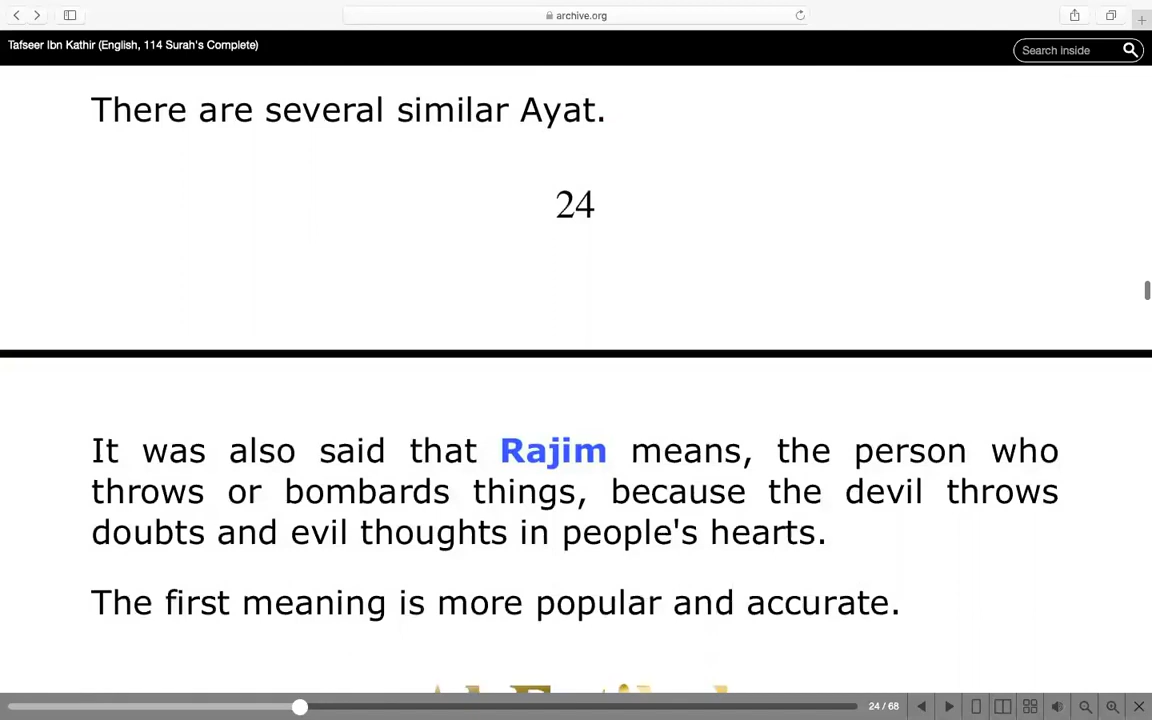 archive.org
Tafseer Ibn Kathir (English, 114 Surah's Complete)
Search inside
There are several similar Ayat.
24
It was also said that Rajim means, the person who
throws or bombards things, because the devil throws
doubts and evil thoughts in people's hearts.
The first meaning is more popular and accurate.
24 / 68